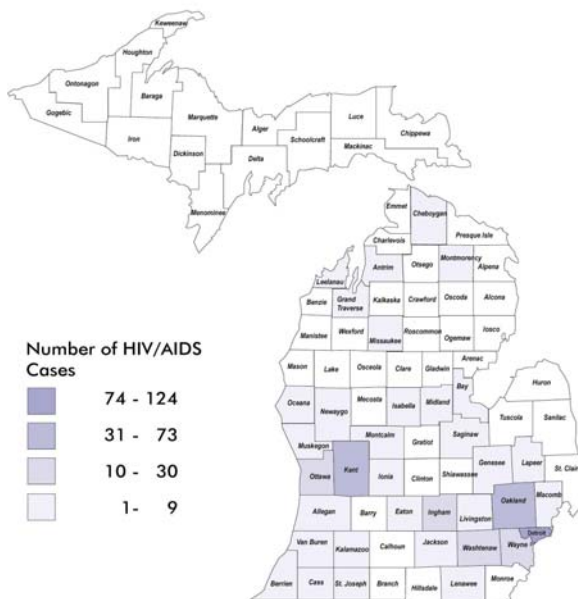 Keweenaw
Houghton
Ontonagon
Baraga
Gogebic
Marquette
Luce
Alger
Chippewa
Iron
Schoolcraft
Mackinac
Dickinson
Delta
Menominee
Emmet
Cheboygan
Presque Isle
Charlevois
Leelanau
Antrim
Otsego
Montmorency
Alpena
Benzie
Grand
Traverse
Kalkaska
Crawford
Oscoda
Alcona
Manistee
Wexford
Missaukee
Roscommon
Ogemaw
Iosco
Number of HIV/AIDS
Cases
74 - 124
31 - 73
10 - 30
1- 9
Mason
Lake
Osceola
Clare
Gladwin
Arenac
Huron
Bay
Oceana
Newaygo
Mecosta
Isabella
Midland
Tuscola
Sanilac
Muskegon
Montcalm
Gratiot
Saginaw
Ottawa
Kent
Ionia
Clinton
Shiawassee
Genesee
Lapeer
St. Clair
Allegan
Barry
Eaton
Ingham
Livingston
Oakland
Macomb
Van Buren
Kalamazoo
Calhoun
Jackson
Washtenaw
Wayne
Detroit
Berrien
Cass
St. Joseph
Branch
Hillsdale
Lenawee
Monroe